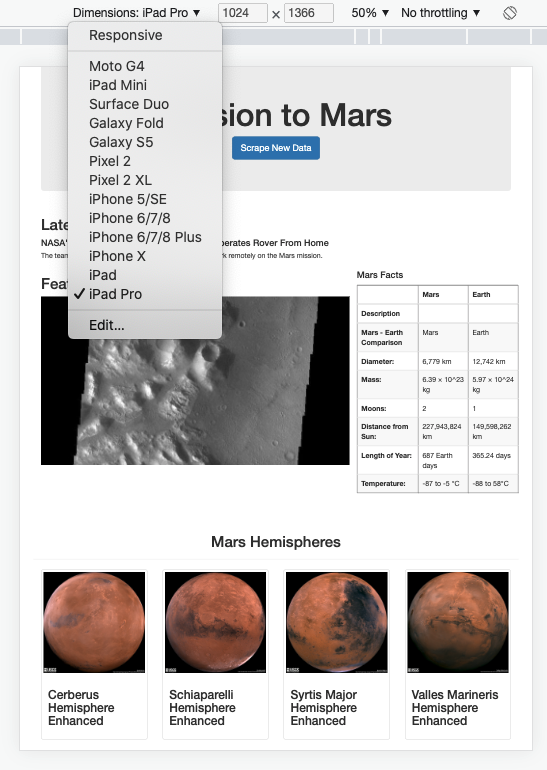 Dimensions: iPad Pro ▼ 1024 × 1366 50% ▼ No throttling ▼
Responsive
Moto G4
iPad Mini
Surface Duo
Galaxy Fold
Galaxy S5
Pixel 2
Pixel 2 XL
iPhone 5/SE
iPhone 6/7/8
iPhone 6/7/8 Plus
iPhone X
iPad
✓ iPad Pro
Edit...
sion to Mars
Scrape New Data
Late
NASA' perates Rover From Home
The tean k remotely on the Mars mission.
Feat
Mars Facts
Mars Earth
Description
Mars - Earth Comparison Mars Earth
Diameter: 6,779 km 12,742 km
Mass: 6.39 × 10^23 kg 5.97 × 10^24 kg
Moons: 2 1
Distance from Sun: 227,943,824 km 149,598,262 km
Length of Year: 687 Earth days 365.24 days
Temperature: -87 to -5 °C -88 to 58°C
Mars Hemispheres
Cerberus
Hemisphere
Enhanced
Schiaparelli
Hemisphere
Enhanced
Syrtis Major
Hemisphere
Enhanced
Valles Marineris
Hemisphere
Enhanced